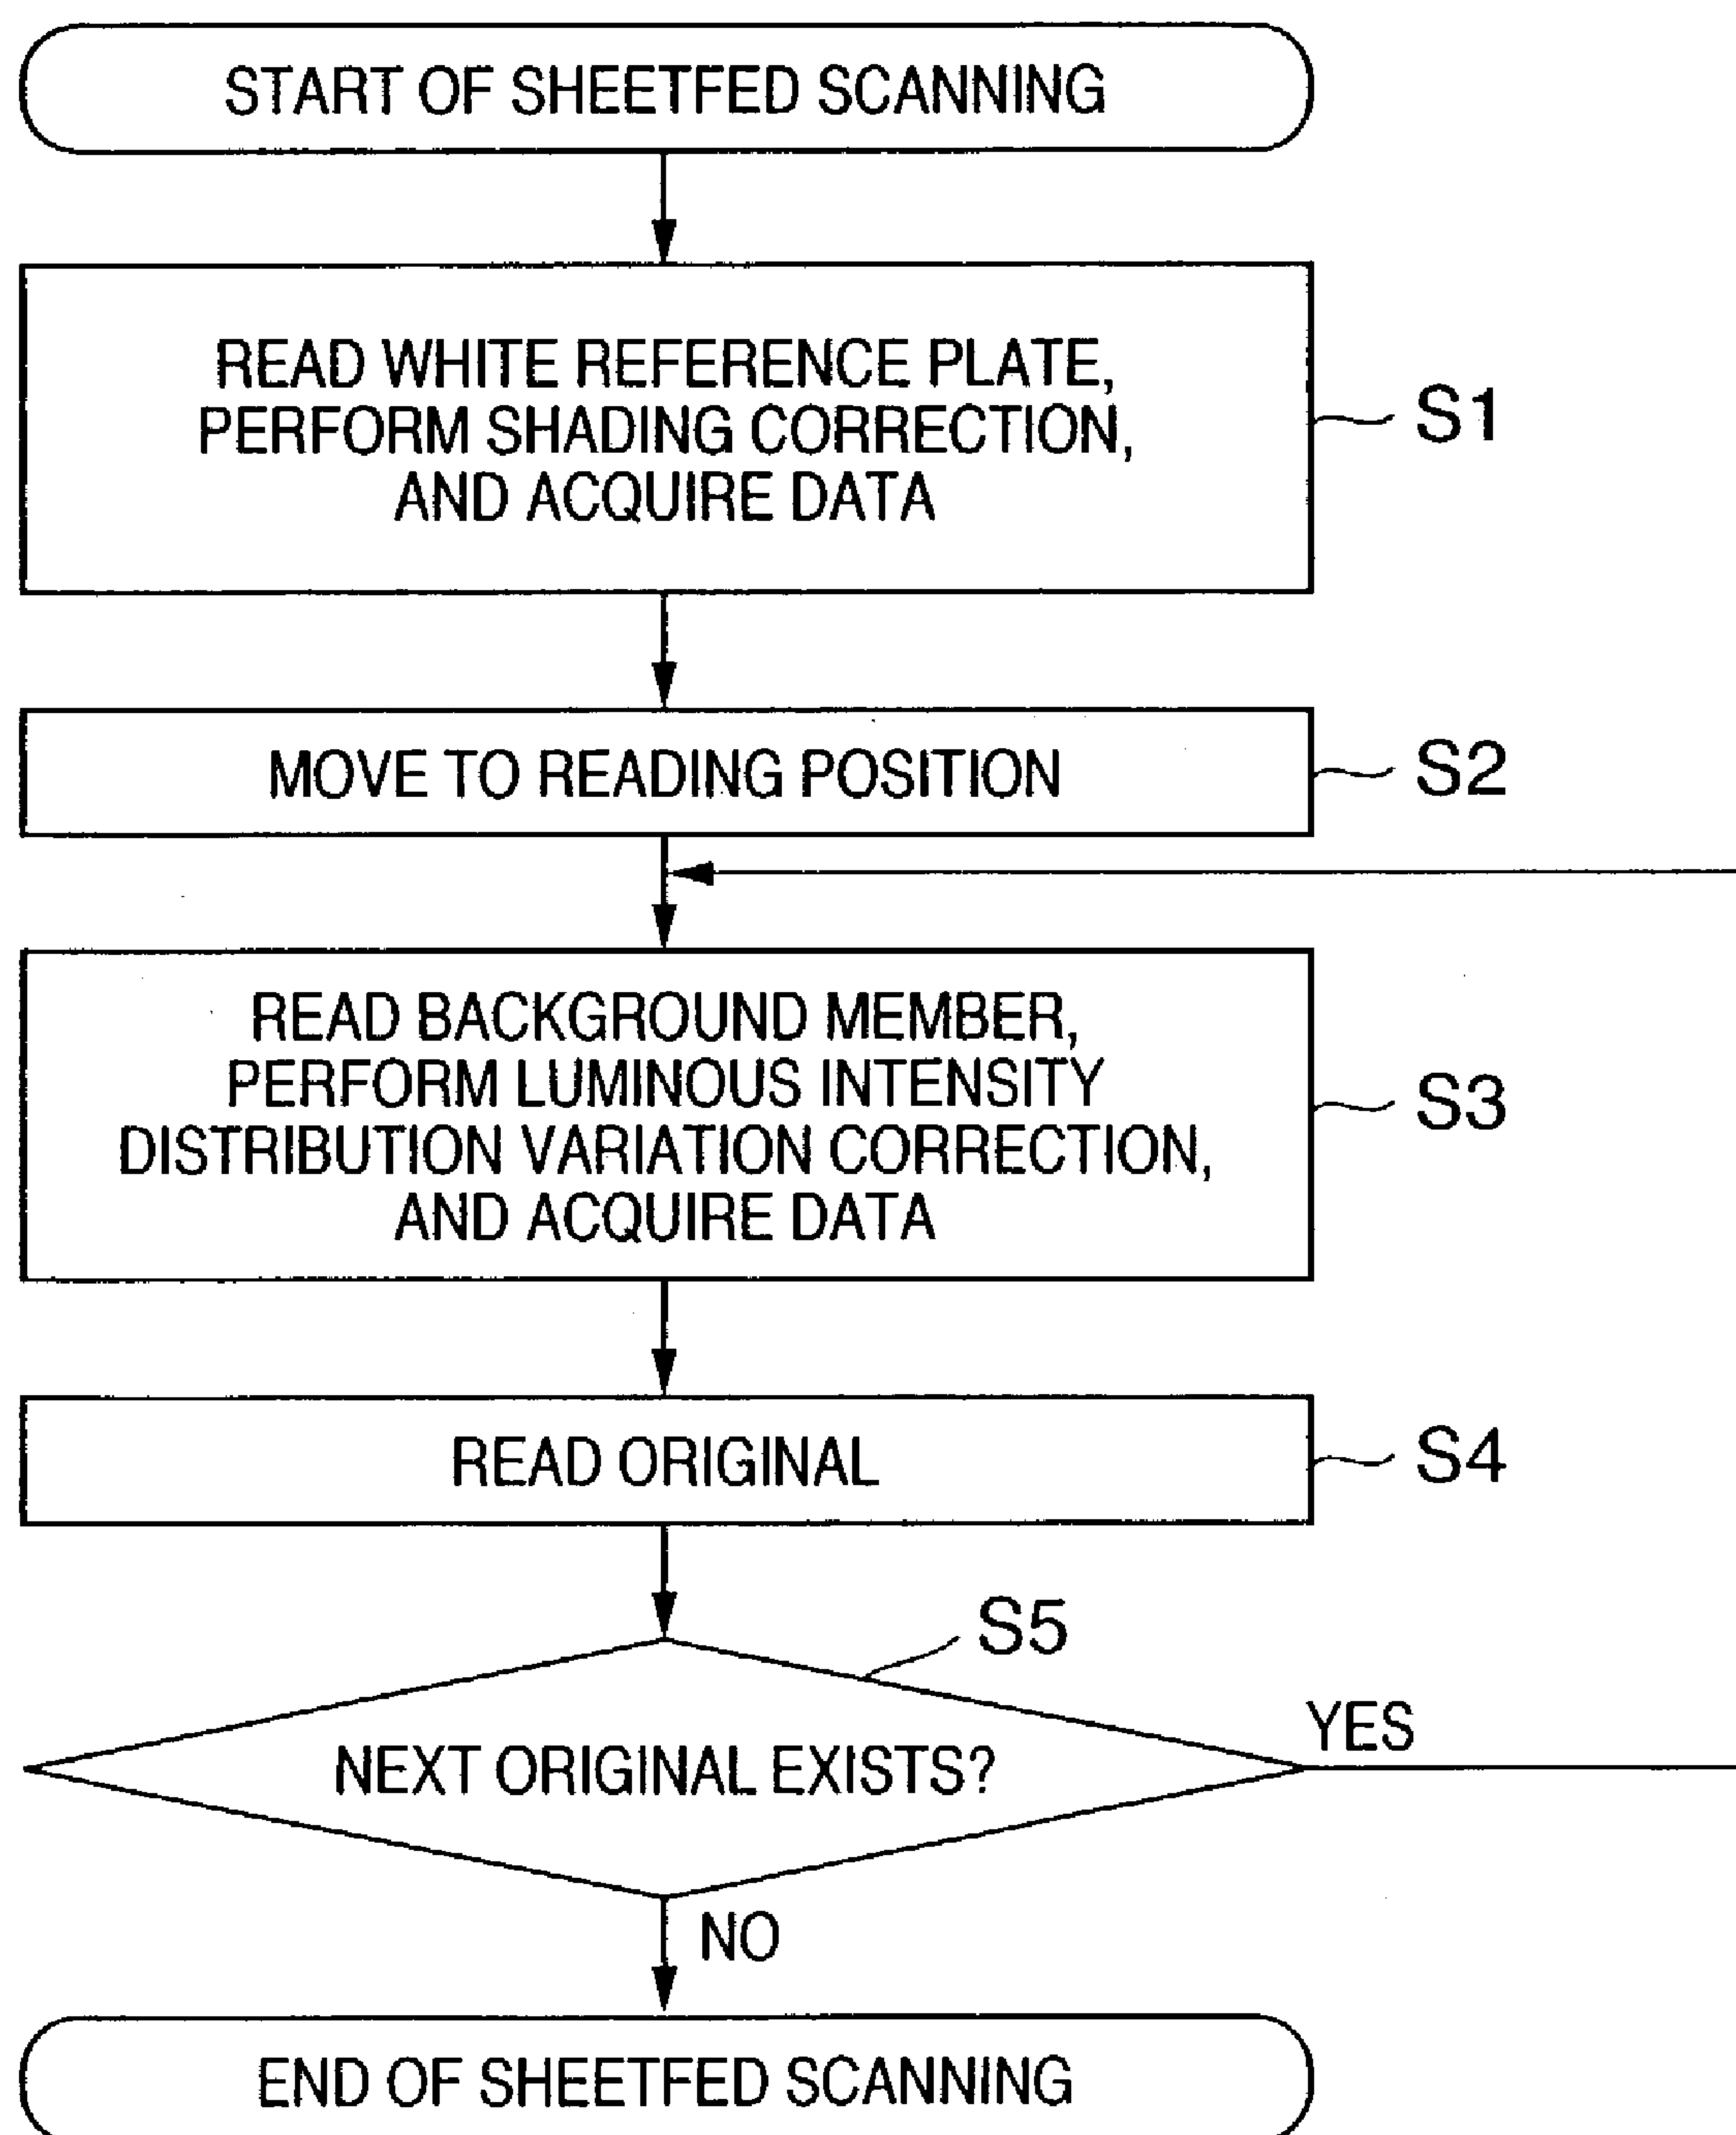 START OF SHEETFED SCANNING
READ WHITE REFERENCE PLATE,
PERFORM SHADING CORRECTION,
AND ACQUIRE DATA
S1
MOVE TO READING POSITION
S2
READ BACKGROUND MEMBER,
PERFORM LUMINOUS INTENSITY
DISTRIBUTION VARIATION CORRECTION,
AND ACQUIRE DATA
S3
READ ORIGINAL
S4
S5
NEXT ORIGINAL EXISTS?
YES
NO
END OF SHEETFED SCANNING